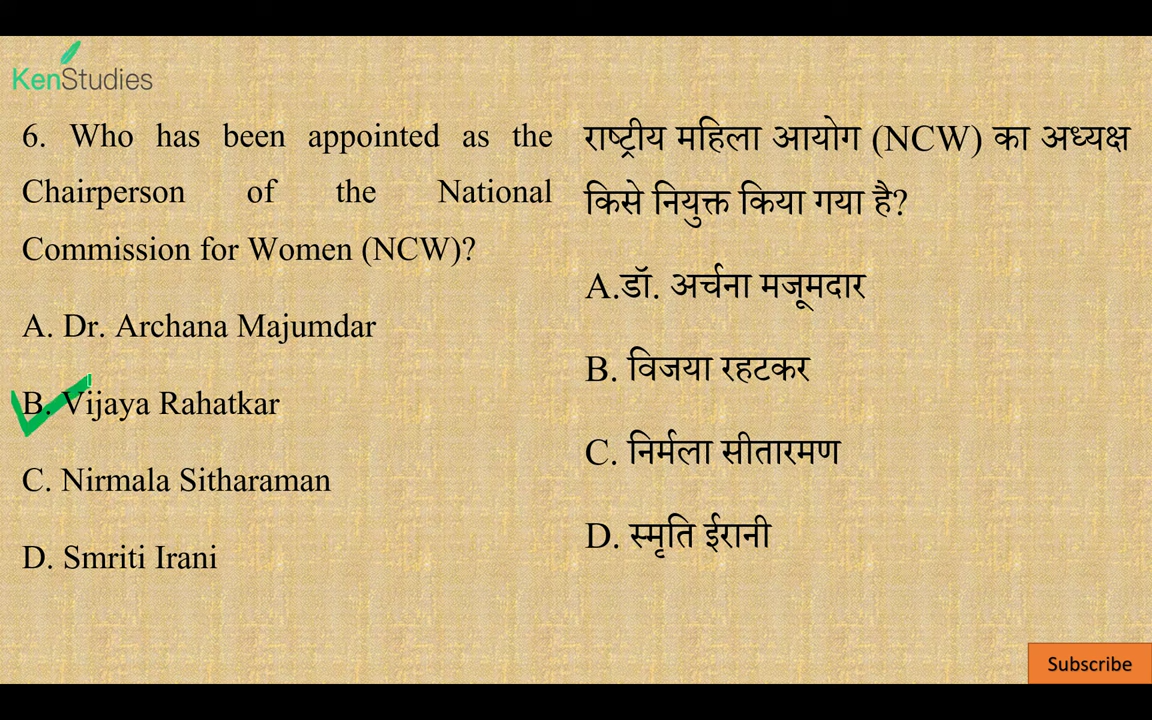 KenStudies
6. Who has been appointed as the
Chairperson of the National
Commission for Women (NCW)?
A. Dr. Archana Majumdar
B. Vijaya Rahatkar
C. Nirmala Sitharaman
D. Smriti Irani
राष्ट्रीय महिला आयोग (NCW) का अध्यक्ष
किसे नियुक्त किया गया है?
A.डॉ. अर्चना मजूमदार
B. विजया रहटकर
C. निर्मला सीतारमण
D. स्मृति ईरानी
Subscribe